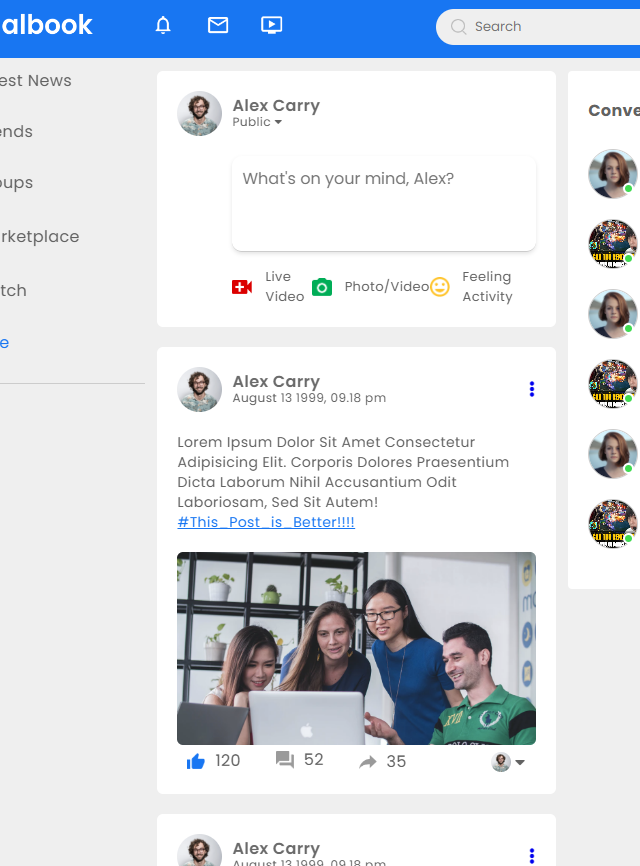 albook
Search
est News
ends
oups
rketplace
tch
e
Alex Carry
Public
What's on your mind, Alex?
Live
Video
Photo/Video
Feeling
Activity
Alex Carry
August 13 1999, 09.18 pm
Lorem Ipsum Dolor Sit Amet Consectetur
Adipisicing Elit. Corporis Dolores Praesentium
Dicta Laborum Nihil Accusantium Odit
Laboriosam, Sed Sit Autem!
#This_Post_is_Better!!!!
120
52
35
Alex Carry
August 13 1999, 09.18 pm
Conve